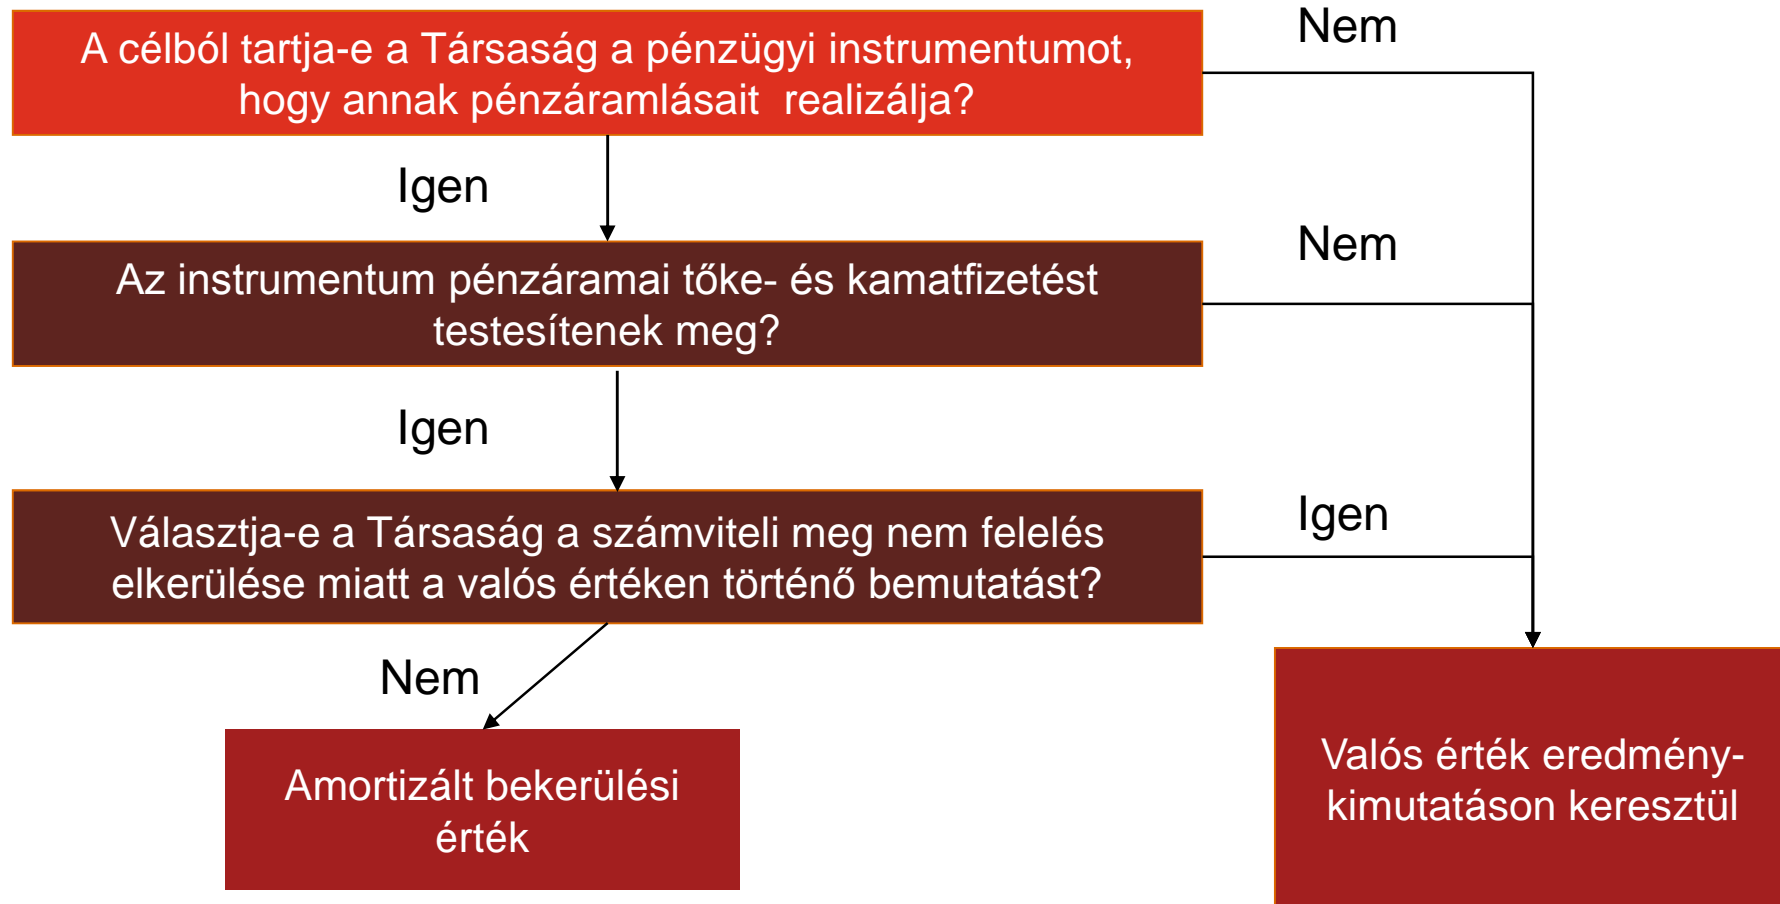 A célból tartja-e a Társaság a pénzügyi instrumentumot,
hogy annak pénzáramlásait realizálja?
Nem
Igen
Az instrumentum pénzáramai tőke- és kamatfizetést
testesítenek meg?
Nem
Igen
Választja-e a Társaság a számviteli meg nem felelés
elkerülése miatt a valós értéken történő bemutatást?
Igen
Nem
Amortizált bekerülési
érték
Valós érték eredmény-
kimutatáson keresztül